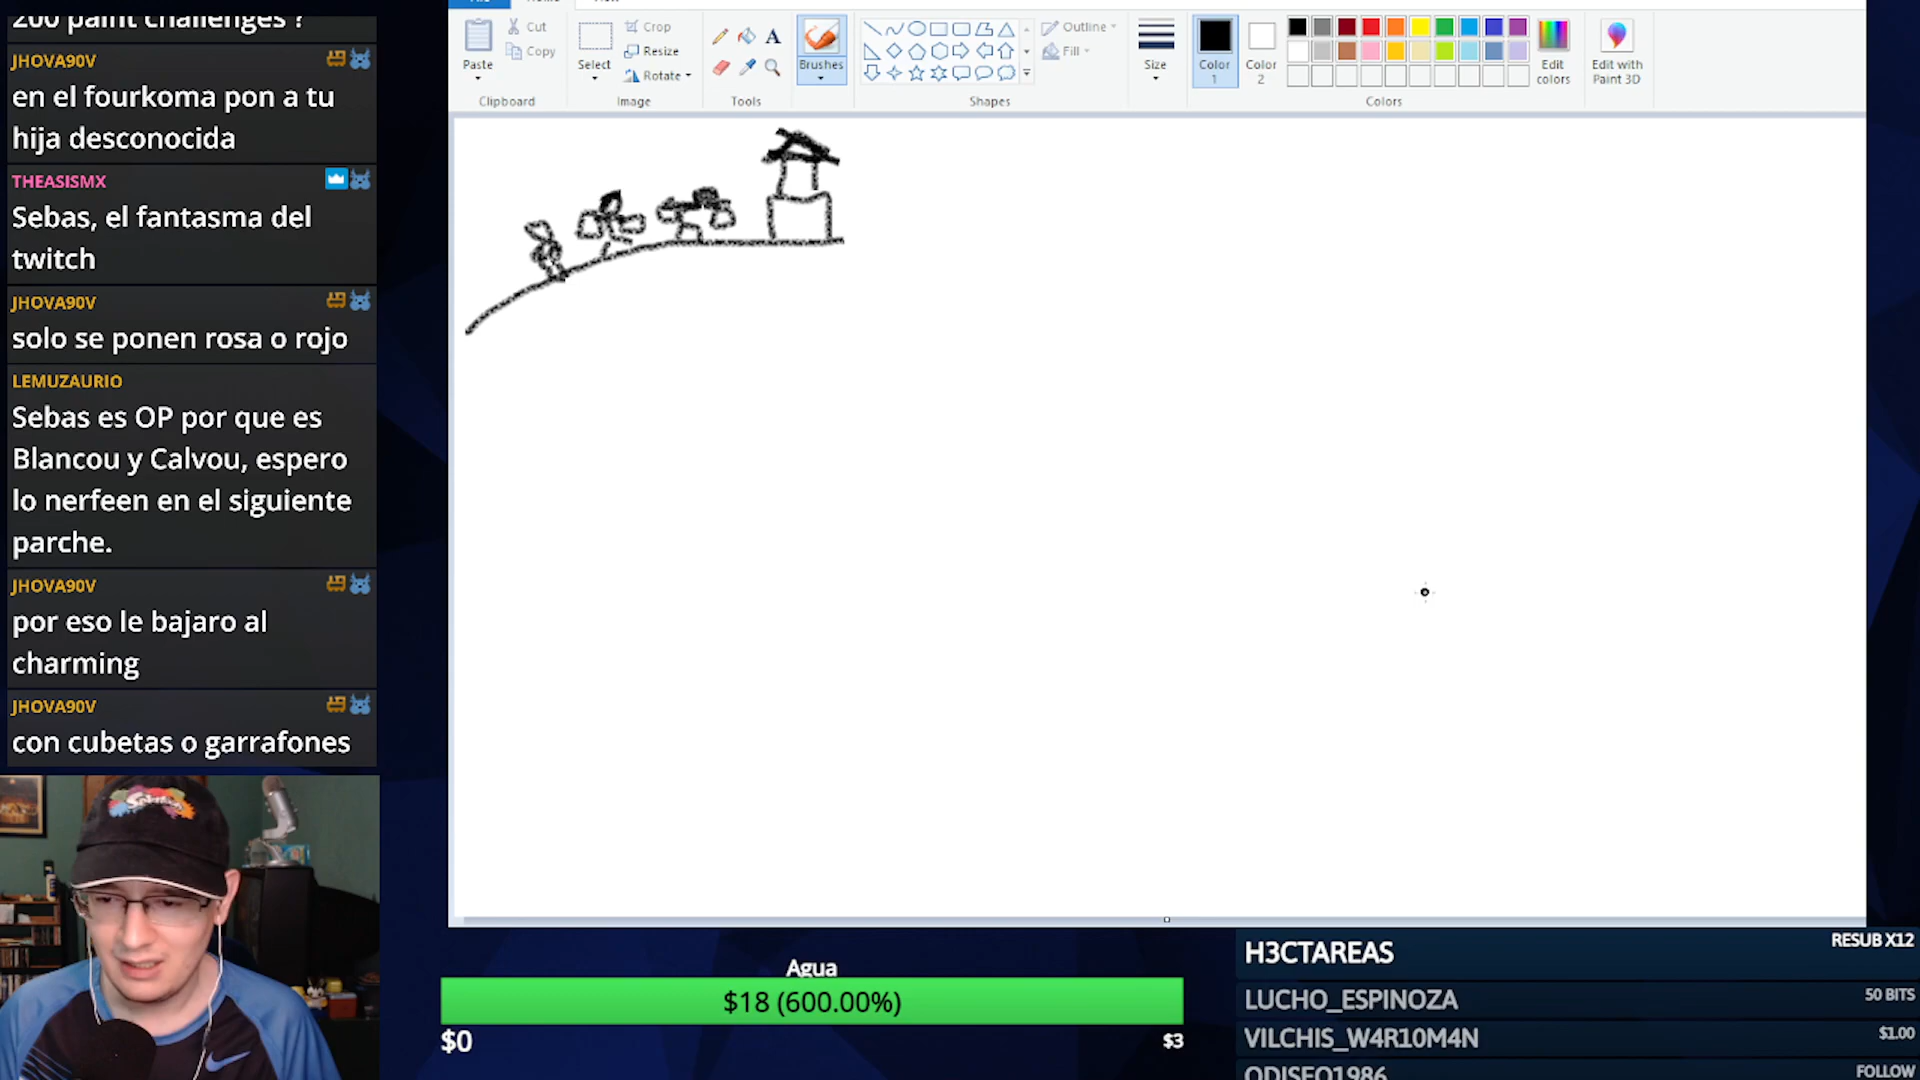 200 paint challenges ?
JHOVA90V
en el fourkoma pon a tu
hija desconocida
THEASISMX
Sebas, el fantasma del
twitch
JHOVA90V
solo se ponen rosa o rojo
LEMUZAURIO
Sebas es OP por que es
Blancou y Calvou, espero
lo nerfeen en el siguiente
parche.
JHOVA90V
por eso le bajaro al
charming
JHOVA90V
con cubetas o garrafones
Paste
Cut
Copy
Clipboard
Select
Crop
Resize
Rotate
Image
A
Tools
Brushes
Shapes
Outline
Fill
Size
Color
1
Color
2
Colors
Edit
colors
Edit with
Paint 3D
Agua
$18 (600.00%)
$0
$3
H3CTAREAS
RESUB X12
LUCHO_ESPINOZA
50 BITS
VILCHIS_W4R10M4N
$1.00
ODISEO1986
FOLLOW